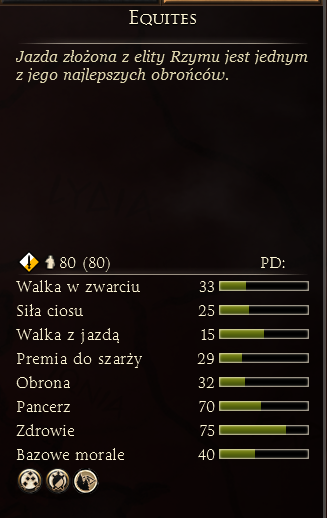 Equites
Jazda złożona z elity Rzymu jest jednym
z jego najlepszych obrońców.
80 (80) PD:
Walka w zwarciu 33
Siła ciosu 25
Walka z jazdą 15
Premia do szarży 29
Obrona 32
Pancerz 70
Zdrowie 75
Bazowe morale 40